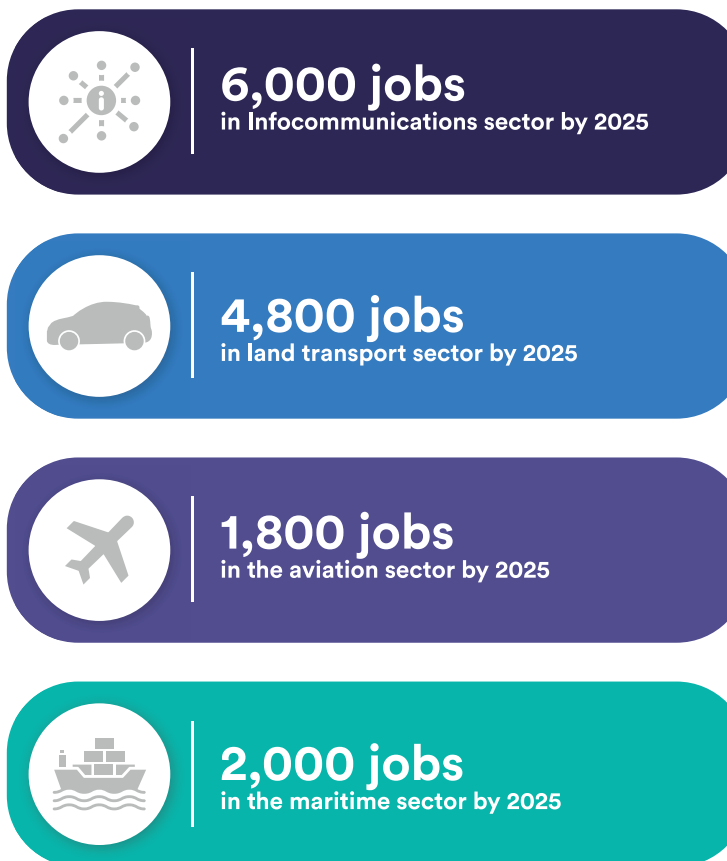 6,000 jobs
in Infocommunications sector by 2025
4,800 jobs
in land transport sector by 2025
1,800 jobs
in the aviation sector by 2025
2,000 jobs
in the maritime sector by 2025